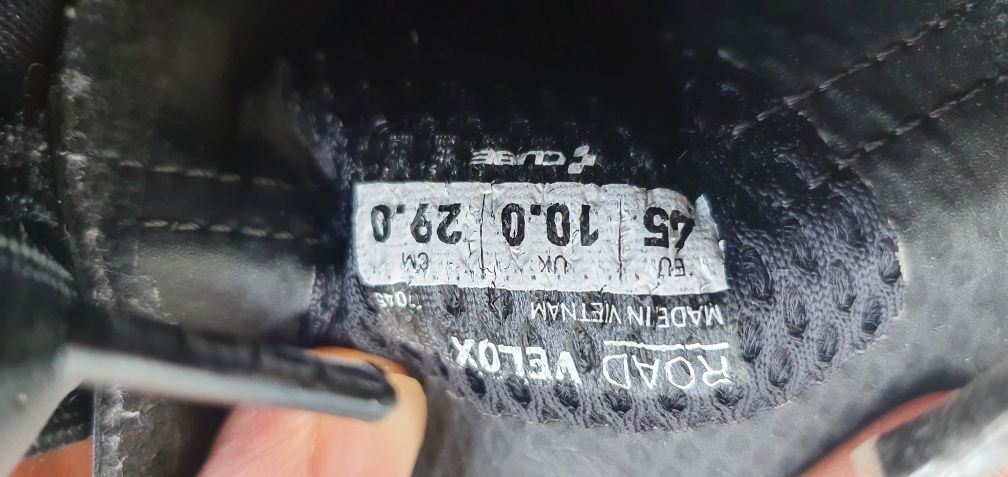 ROAD VELOX
MADE IN VIETNAM
EU UK CM
45 10.0 29.0
CUBE